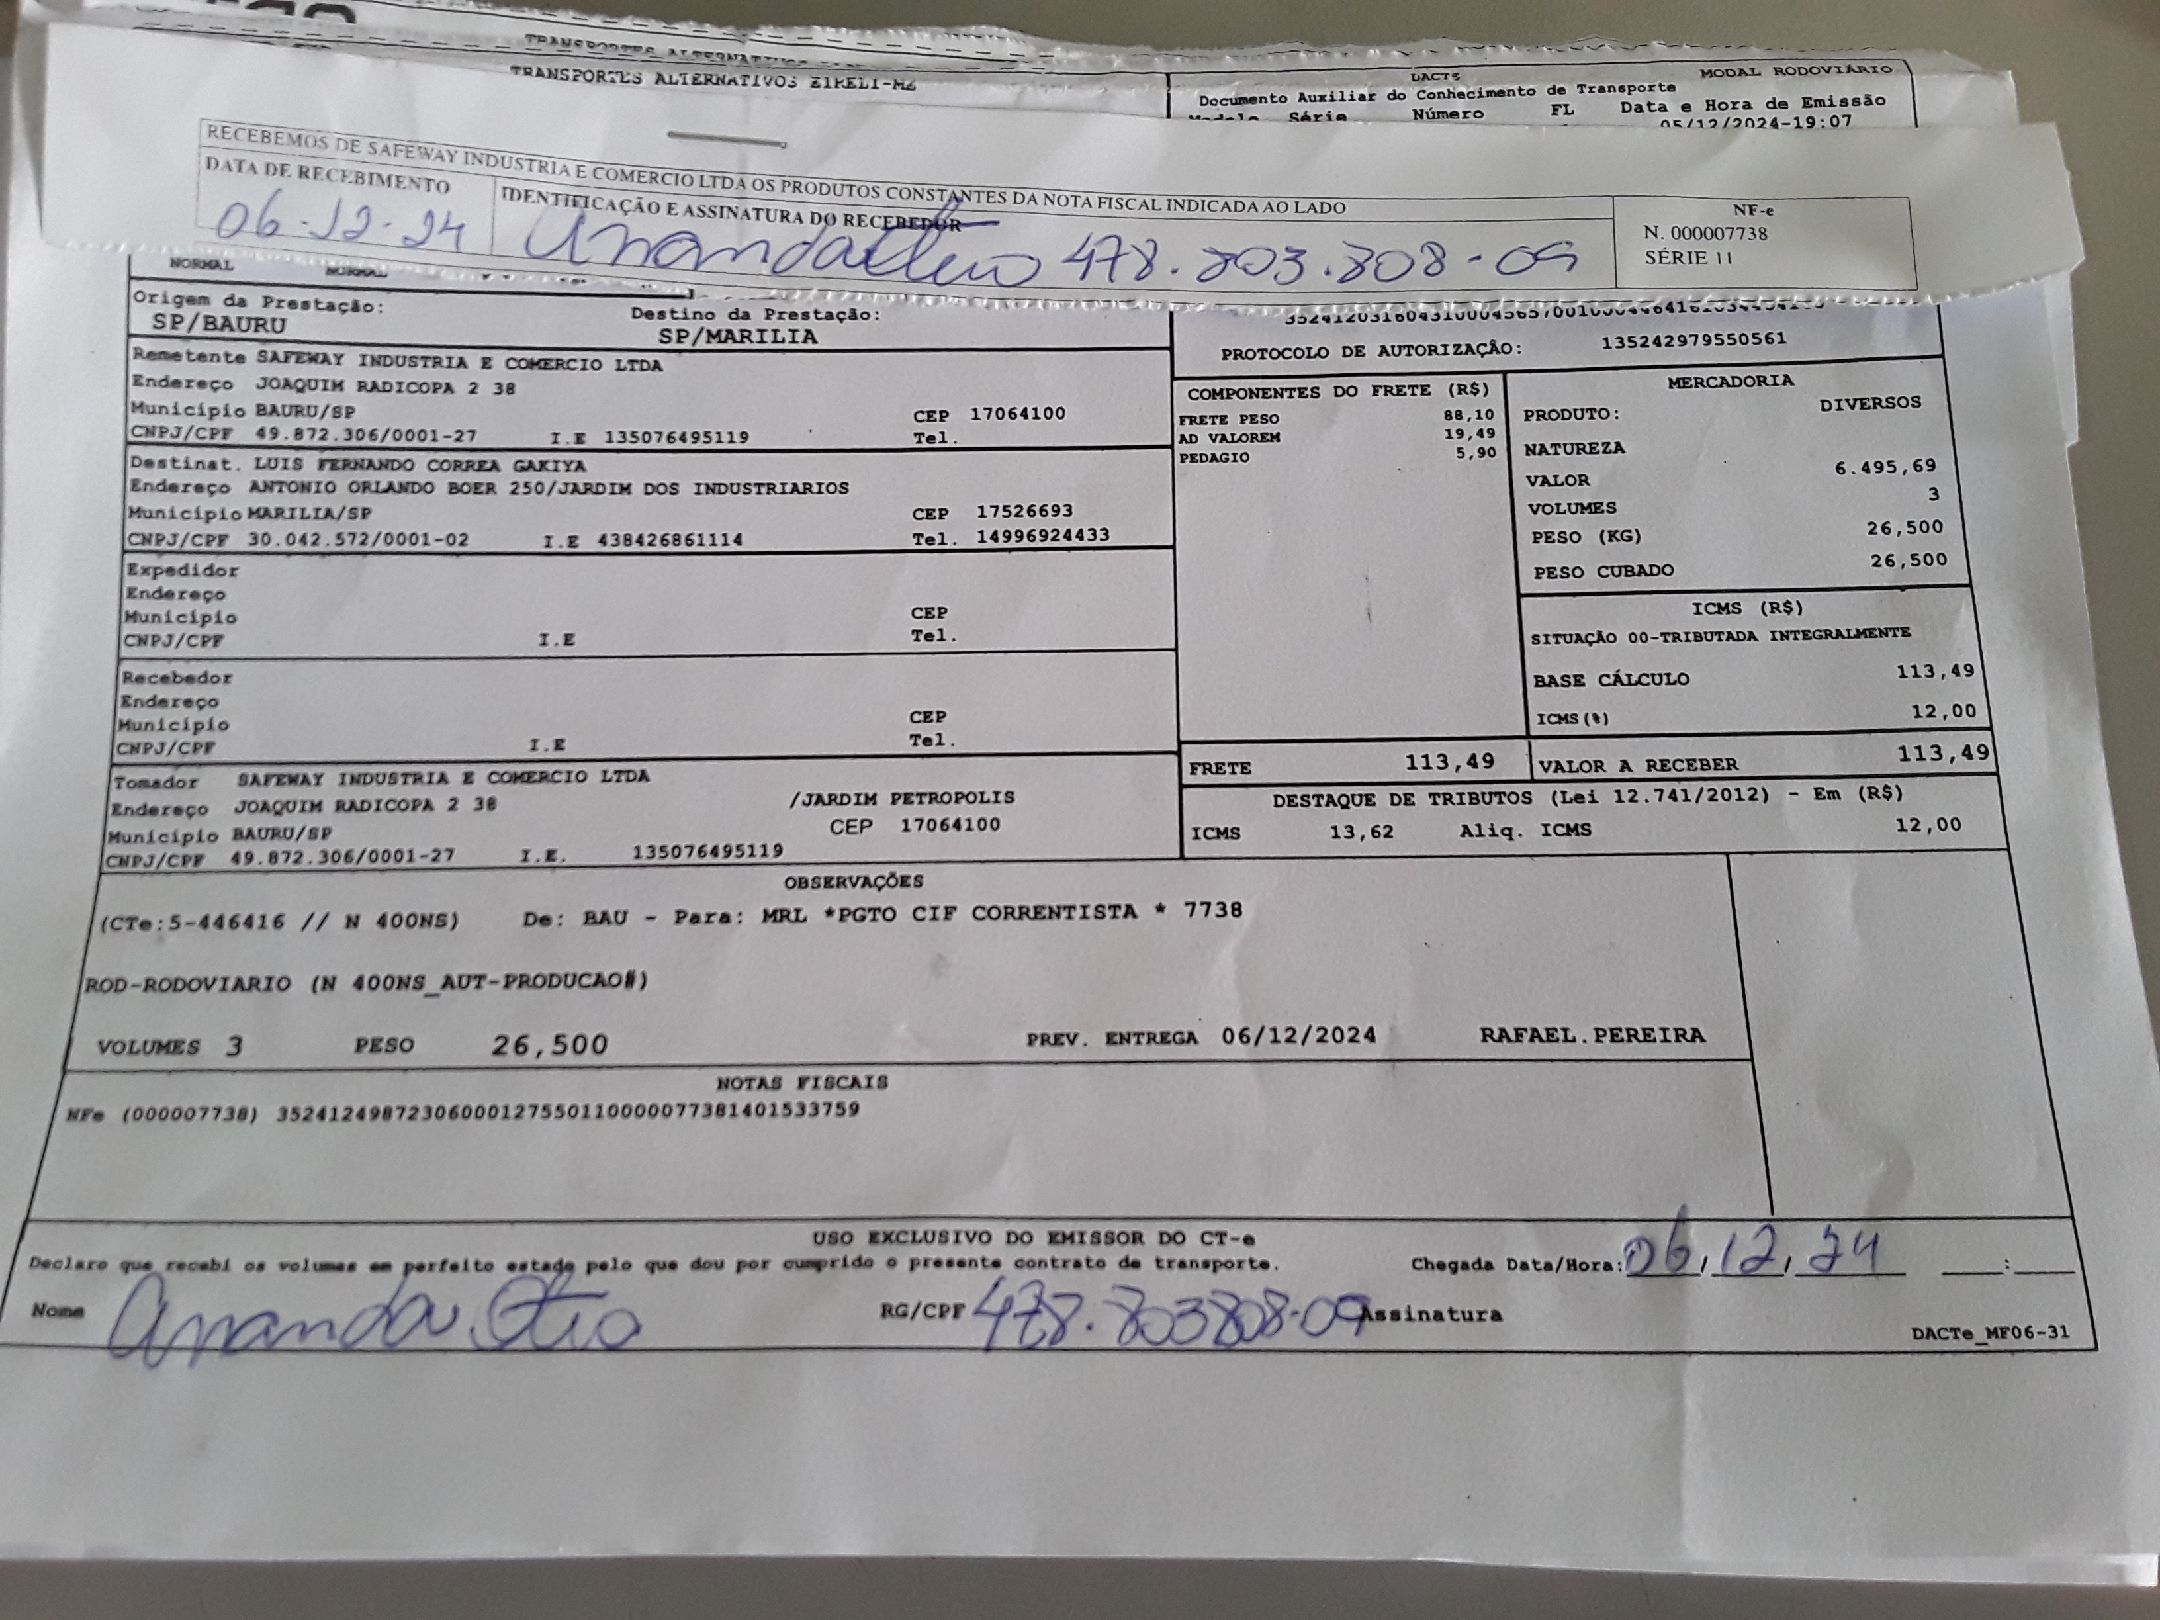 TRANSPORTES ALTERNATIVOS EIRELI-MZ
DACTE
MODAL RODOVIÁRIO
Documento Auxiliar do Conhecimento de Transporte
Modelo Série Número FL Data e Hora de Emissão
05/12/2024-19:07
RECEBEMOS DE SAFEWAY INDUSTRIA E COMERCIO LTDA OS PRODUTOS CONSTANTES DA NOTA FISCAL INDICADA AO LADO
DATA DE RECEBIMENTO
IDENTIFICAÇÃO E ASSINATURA DO RECEBEDOR
06-12-24
478.803.808-09
NF-e
N. 000007738
SÉRIE 11
NORMAL NORMAL
Origem da Prestação:
SP/BAURU
Destino da Prestação:
SP/MARILIA
PROTOCOLO DE AUTORIZAÇÃO: 135242979550561
Remetente SAFEWAY INDUSTRIA E COMERCIO LTDA
Endereço JOAQUIM RADICOPA 2 38
Município BAURU/SP CEP 17064100
CNPJ/CPF 49.872.306/0001-27 I.E 135076495119 Tel.
Destinat. LUIS FERNANDO CORREA GAKIYA
Endereço ANTONIO ORLANDO BOER 250/JARDIM DOS INDUSTRIARIOS
Município MARILIA/SP CEP 17526693
CNPJ/CPF 30.042.572/0001-02 I.E 438426861114 Tel. 14996924433
Expedidor
Endereço
Município CEP
CNPJ/CPF I.E Tel.
Recebedor
Endereço
Município CEP
CNPJ/CPF I.E Tel.
Tomador SAFEWAY INDUSTRIA E COMERCIO LTDA
Endereço JOAQUIM RADICOPA 2 38 /JARDIM PETROPOLIS
Município BAURU/SP CEP 17064100
CNPJ/CPF 49.872.306/0001-27 I.E. 135076495119
COMPONENTES DO FRETE (R$)
FRETE PESO 88,10
AD VALOREM 19,49
PEDAGIO 5,90
MERCADORIA
PRODUTO: DIVERSOS
NATUREZA
VALOR 6.495,69
VOLUMES 3
PESO (KG) 26,500
PESO CUBADO 26,500
ICMS (R$)
SITUAÇÃO 00-TRIBUTADA INTEGRALMENTE
BASE CÁLCULO 113,49
ICMS(%) 12,00
FRETE 113,49 VALOR A RECEBER 113,49
DESTAQUE DE TRIBUTOS (Lei 12.741/2012) - Em (R$)
ICMS 13,62 Aliq. ICMS 12,00
OBSERVAÇÕES
(CTe:5-446416 // N 400NS) De: BAU - Para: MRL *PGTO CIF CORRENTISTA * 7738
ROD-RODOVIARIO (N 400NS_AUT-PRODUCAO#)
VOLUMES 3 PESO 26,500 PREV. ENTREGA 06/12/2024 RAFAEL.PEREIRA
NOTAS FISCAIS
NFe (000007738) 35241249872306000127550110000077381401533759
USO EXCLUSIVO DO EMISSOR DO CT-e
Declaro que recebi os volumes em perfeito estado pelo que dou por cumprido o presente contrato de transporte.
Chegada Data/Hora: 06,12,24 :
Nome RG/CPF 478.803808-09 Assinatura
DACTe_MF06-31